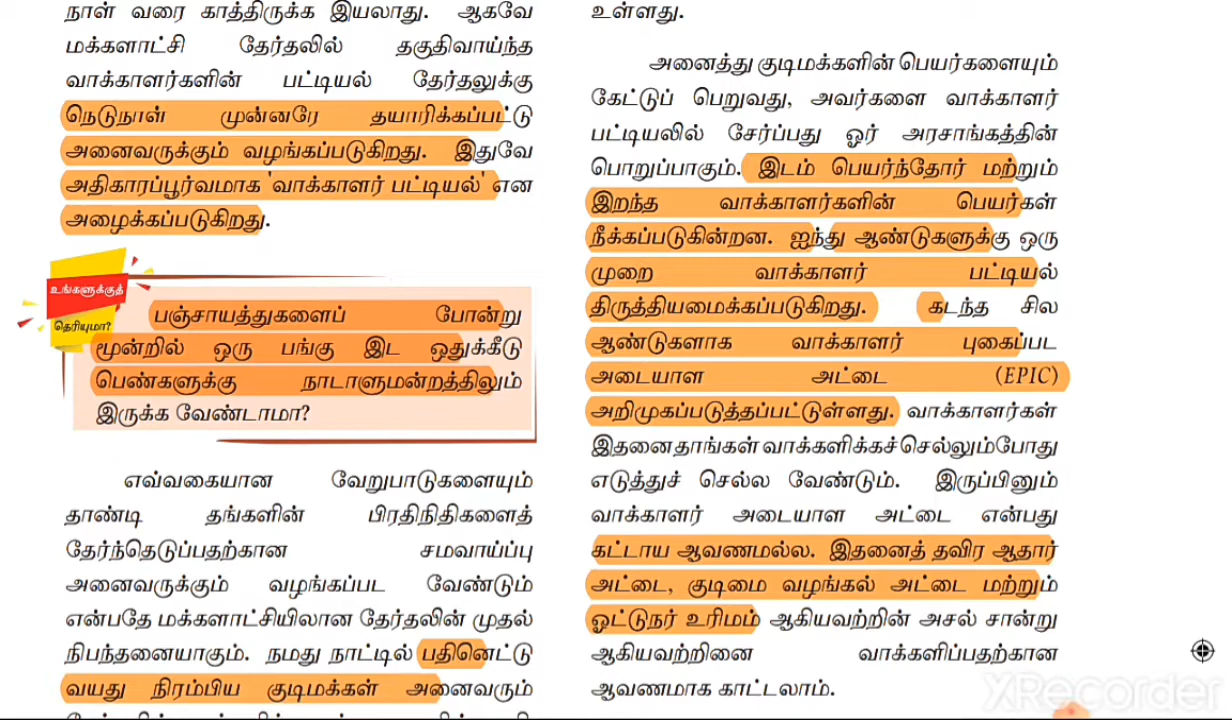 நாள் வரை காத்திருக்க இயலாது. ஆகவே
மக்களாட்சி தேர்தலில் தகுதிவாய்ந்த
வாக்காளர்களின் பட்டியல் தேர்தலுக்கு
நெடுநாள் முன்னரே தயாரிக்கப்பட்டு
அனைவருக்கும் வழங்கப்படுகிறது. இதுவே
அதிகாரப்பூர்வமாக 'வாக்காளர் பட்டியல்' என
அழைக்கப்படுகிறது.
உங்களுக்குத்
தெரியுமா?
பஞ்சாயத்துகளைப் போன்று
மூன்றில் ஒரு பங்கு இட ஒதுக்கீடு
பெண்களுக்கு நாடாளுமன்றத்திலும்
இருக்க வேண்டாமா?
எவ்வகையான வேறுபாடுகளையும்
தாண்டி தங்களின் பிரதிநிதிகளைத்
தேர்ந்தெடுப்பதற்கான சமவாய்ப்பு
அனைவருக்கும் வழங்கப்பட வேண்டும்
என்பதே மக்களாட்சியிலான தேர்தலின் முதல்
நிபந்தனையாகும். நமது நாட்டில் பதினெட்டு
வயது நிரம்பிய குடிமக்கள் அனைவரும்
உள்ளது.
அனைத்து குடிமக்களின் பெயர்களையும்
கேட்டுப் பெறுவது, அவர்களை வாக்காளர்
பட்டியலில் சேர்ப்பது ஓர் அரசாங்கத்தின்
பொறுப்பாகும். இடம் பெயர்ந்தோர் மற்றும்
இறந்த வாக்காளர்களின் பெயர்கள்
நீக்கப்படுகின்றன. ஐந்து ஆண்டுகளுக்கு ஒரு
முறை வாக்காளர் பட்டியல்
திருத்தியமைக்கப்படுகிறது. கடந்த சில
ஆண்டுகளாக வாக்காளர் புகைப்பட
அடையாள அட்டை (EPIC)
அறிமுகப்படுத்தப்பட்டுள்ளது. வாக்காளர்கள்
இதனைதாங்கள் வாக்களிக்கச்செல்லும்போது
எடுத்துச் செல்ல வேண்டும். இருப்பினும்
வாக்காளர் அடையாள அட்டை என்பது
கட்டாய ஆவணமல்ல. இதனைத் தவிர ஆதார்
அட்டை, குடிமை வழங்கல் அட்டை மற்றும்
ஓட்டுநர் உரிமம் ஆகியவற்றின் அசல் சான்று
ஆகியவற்றினை வாக்களிப்பதற்கான
ஆவணமாக காட்டலாம்.
XRecorder